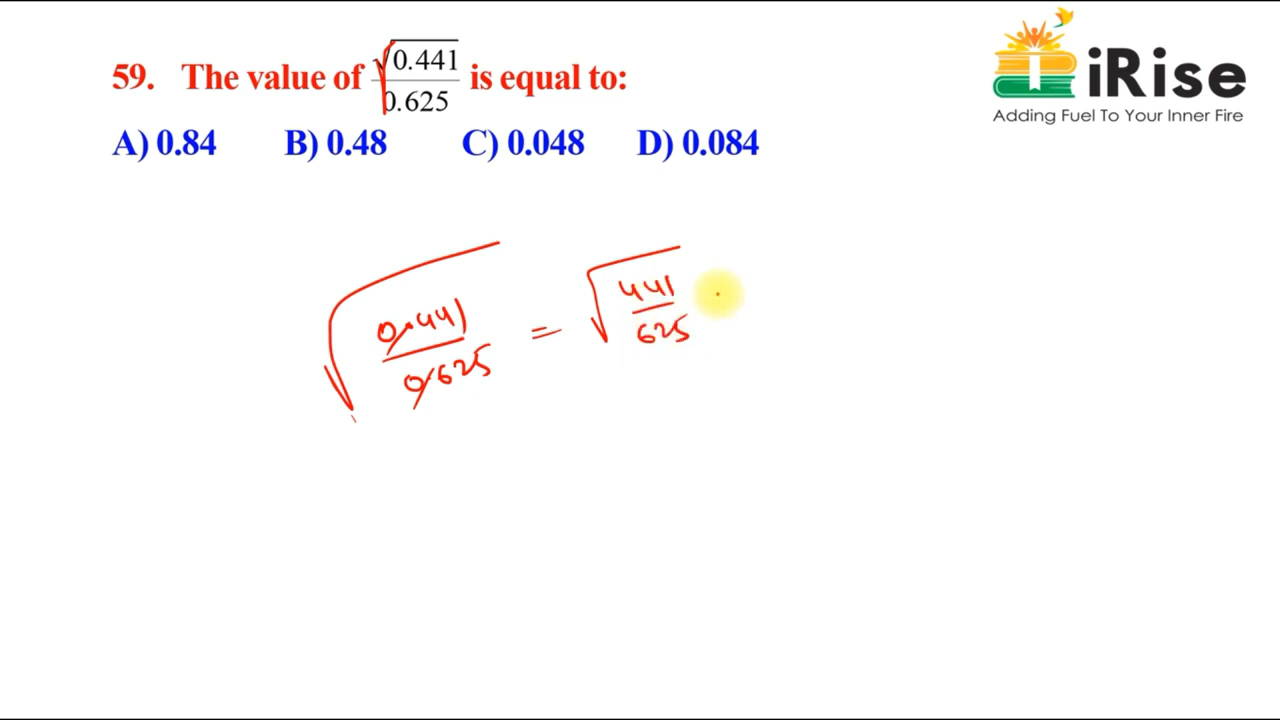 59. The value of √0.441 / 0.625 is equal to:
A) 0.84 B) 0.48 C) 0.048 D) 0.084
iRise
Adding Fuel To Your Inner Fire
√(0.441 / 0.625) = √(441 / 625)